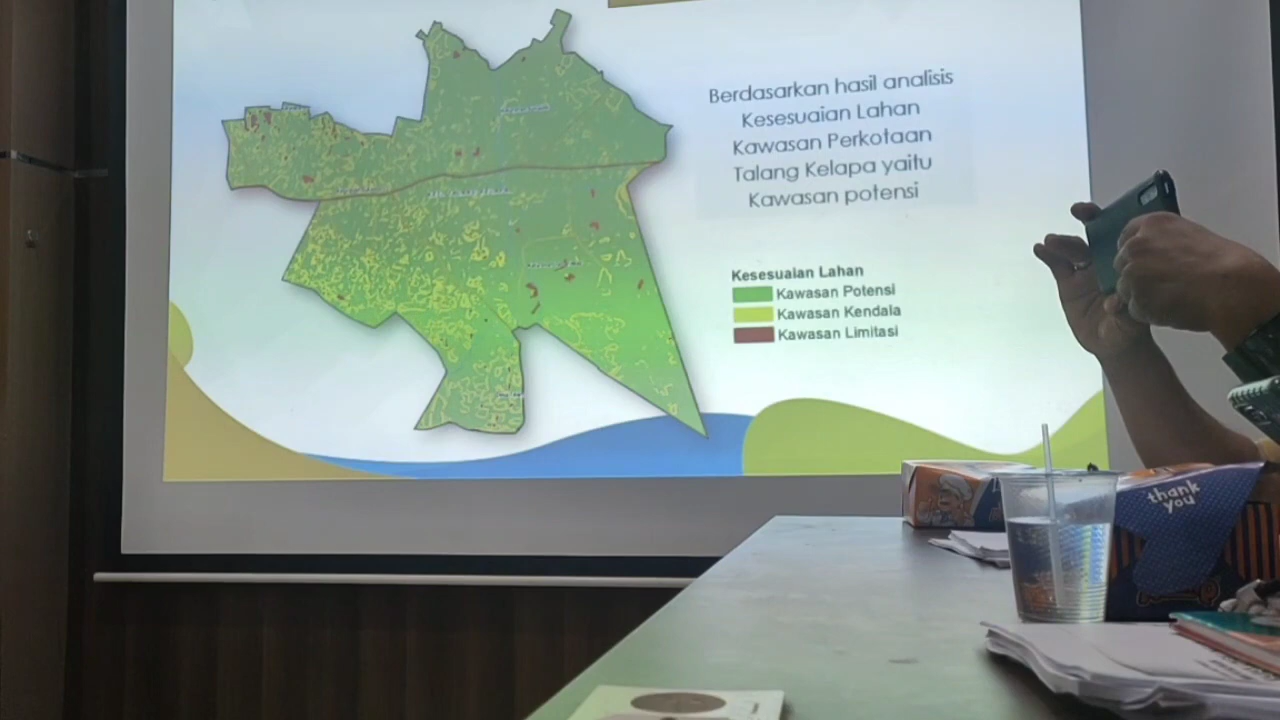 Berdasarkan hasil analisis
Kesesuaian Lahan
Kawasan Perkotaan
Talang Kelapa yaitu
Kawasan potensi
Kesesuaian Lahan
Kawasan Potensi
Kawasan Kendala
Kawasan Limitasi
thank
you